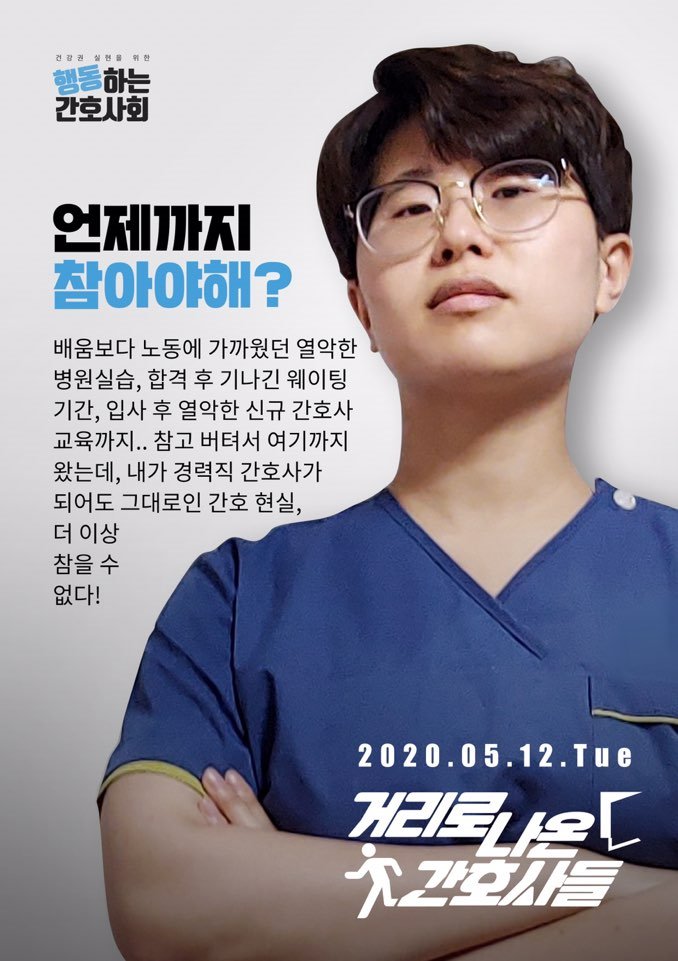 건강권 실현을 위한
행동하는
간호사회
언제까지
참아야해?
배움보다 노동에 가까웠던 열악한
병원실습, 합격 후 기나긴 웨이팅
기간, 입사 후 열악한 신규 간호사
교육까지.. 참고 버텨서 여기까지
왔는데, 내가 경력직 간호사가
되어도 그대로인 간호 현실,
더 이상
참을 수
없다!
2020.05.12.Tue
거리로
나온
간호사들